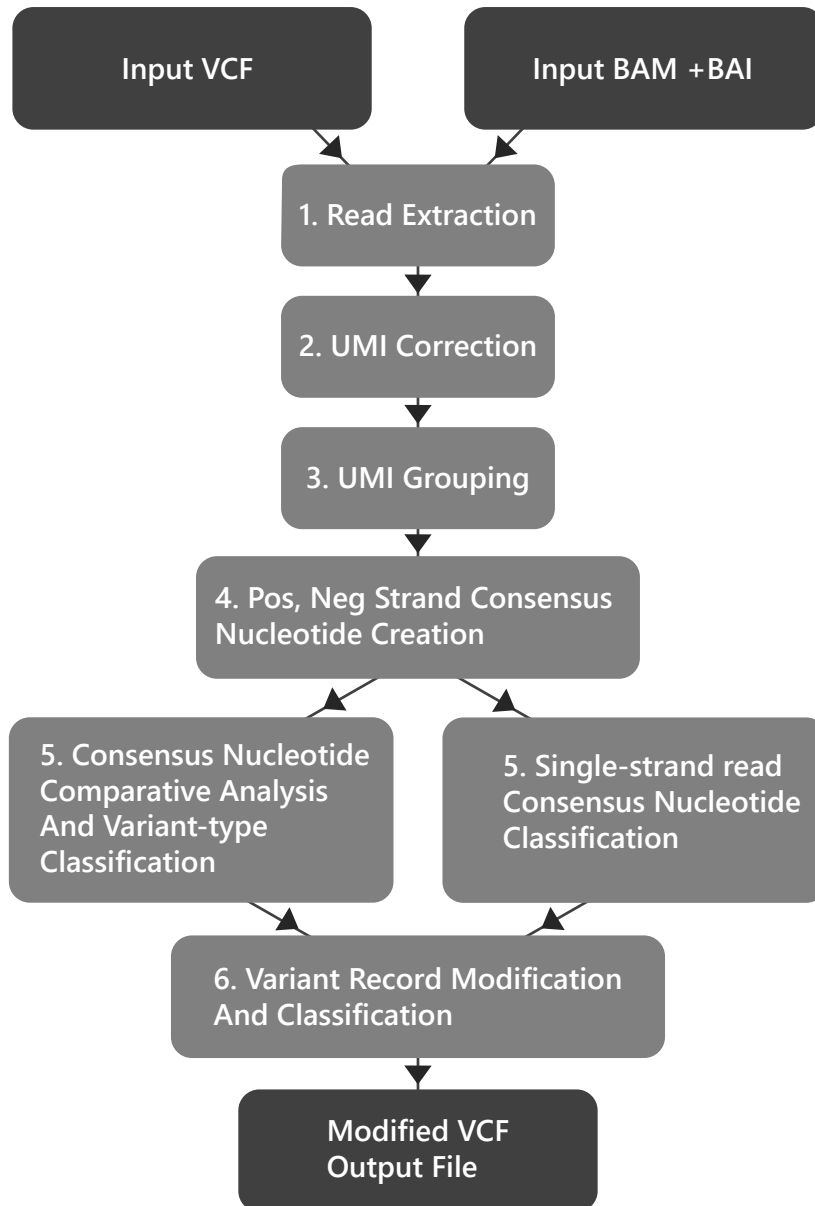 Input VCF
Input BAM +BAI
1. Read Extraction
2. UMI Correction
3. UMI Grouping
4. Pos, Neg Strand Consensus
Nucleotide Creation
5. Consensus Nucleotide
Comparative Analysis
And Variant-type
Classification
5. Single-strand read
Consensus Nucleotide
Classification
6. Variant Record Modification
And Classification
Modified VCF
Output File